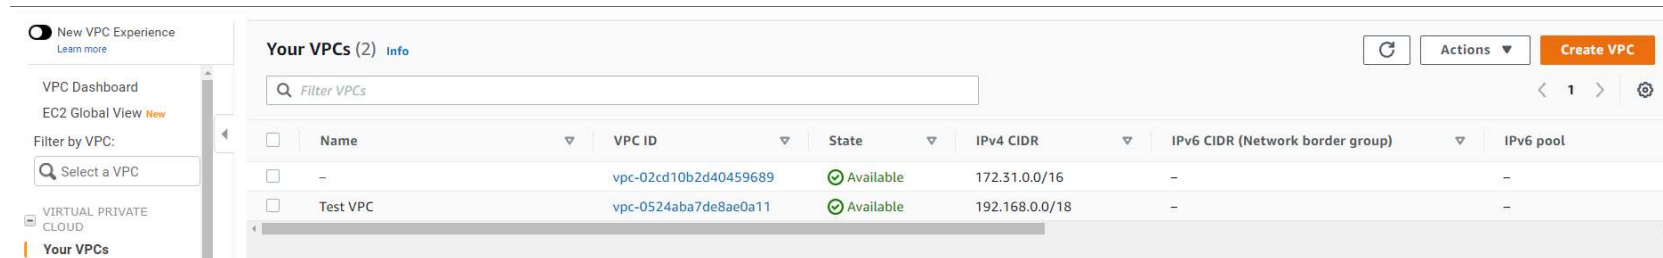 New VPC Experience
Learn more
VPC Dashboard
EC2 Global View New
Filter by VPC:
Select a VPC
VIRTUAL PRIVATE
CLOUD
Your VPCs
Your VPCs (2) Info
Actions
Create VPC
Filter VPCs
1
Name VPC ID State IPv4 CIDR IPv6 CIDR (Network border group) IPv6 pool
– vpc-02cd10b2d40459689 Available 172.31.0.0/16 – –
Test VPC vpc-0524aba7de8ae0a11 Available 192.168.0.0/18 – –